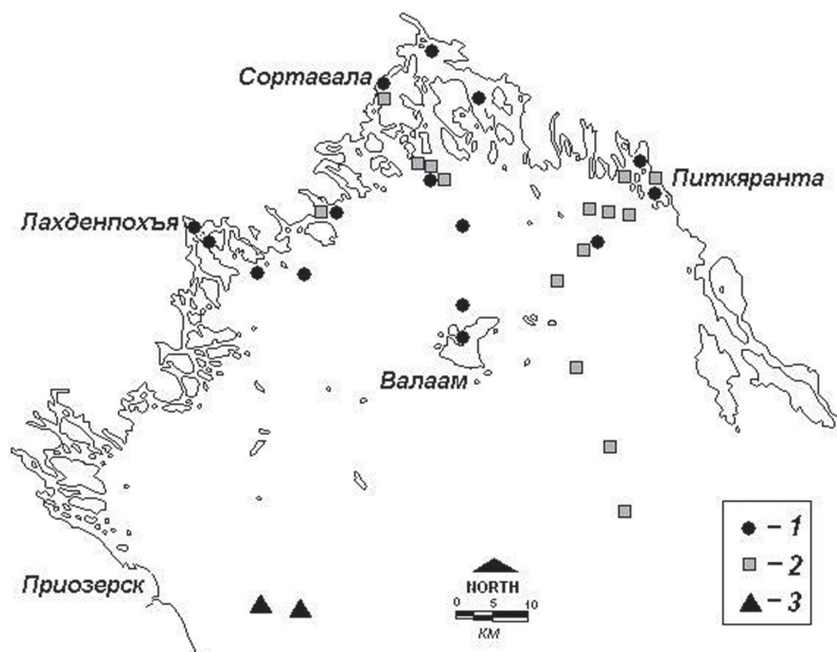 Сортавала
Питкяранта
Лахденпохъя
Валаам
– 1
– 2
– 3
Приозерск
NORTH
0 5 10
КМ